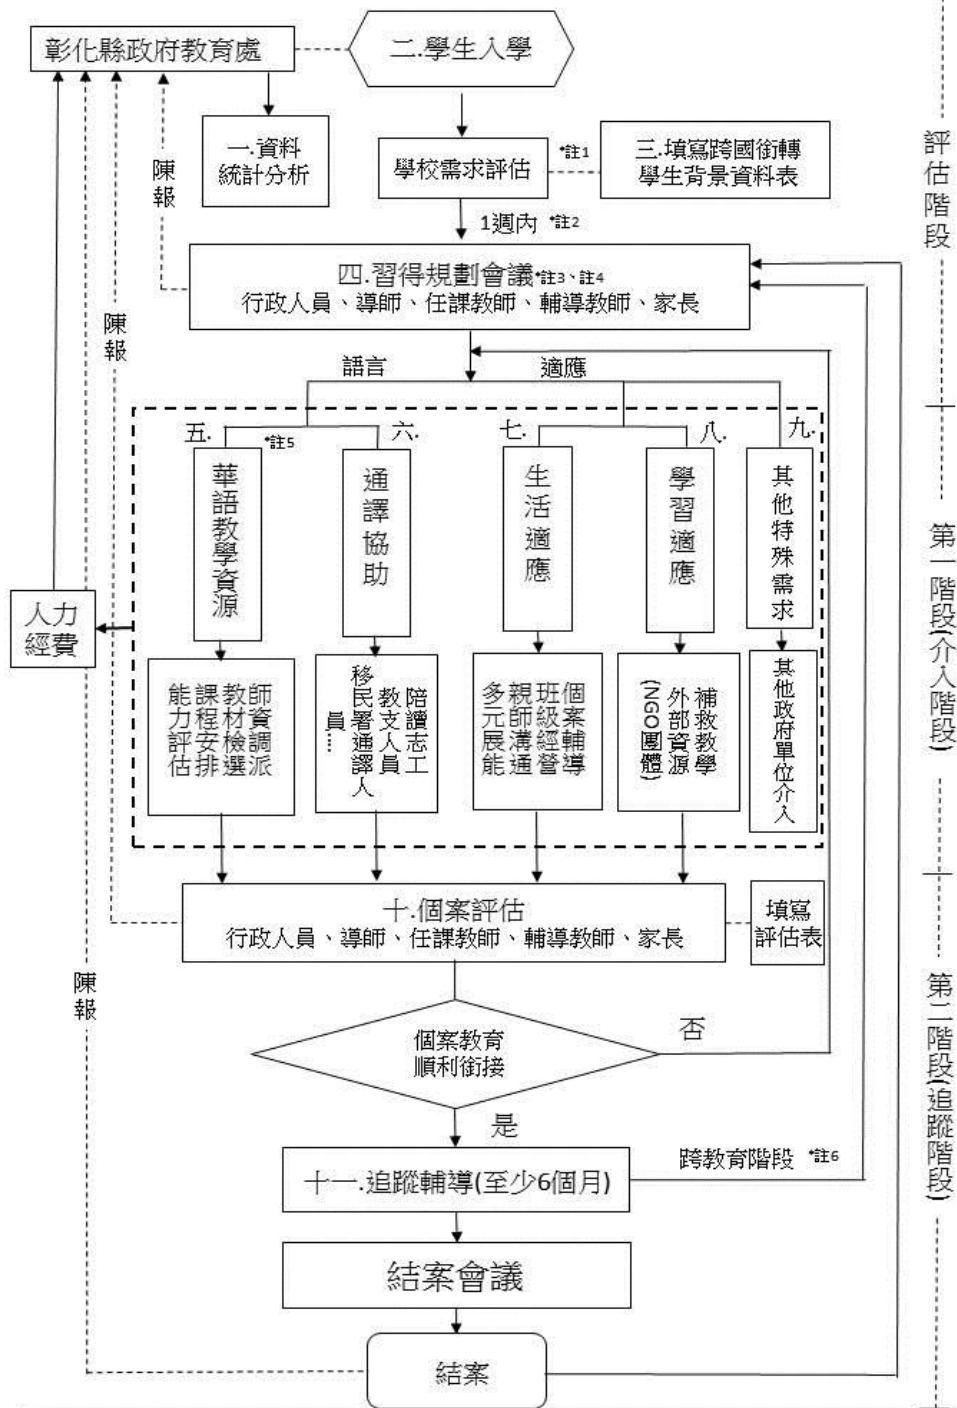 彰化縣政府教育處
二.學生入學
一.資料
統計分析
學校需求評估
*註1
三.填寫跨國銜轉
學生背景資料表
陳報
1週內 *註2
四.習得規劃會議*註3、註4
行政人員、導師、任課教師、輔導教師、家長
陳報
評估階段
語言
適應
五.
*註5
六.
七.
八.
九.
華語教學資源
通譯協助
生活適應
學習適應
其他特殊需求
人力
經費
師資調派
教材檢選
課程安排
能力評估
陪讀志工
教支人員
移民署通譯人
員....
個案輔導
班級經營
親師溝通
多元展能
補救教學
外部資源
(NGO團體)
其他政府單位介入
第一階段(介入階段)
十.個案評估
行政人員、導師、任課教師、輔導教師、家長
填寫
評估表
陳報
個案教育
順利銜接
否
是
十一.追蹤輔導(至少6個月)
跨教育階段 *註6
結案會議
結案
第二階段(追蹤階段)